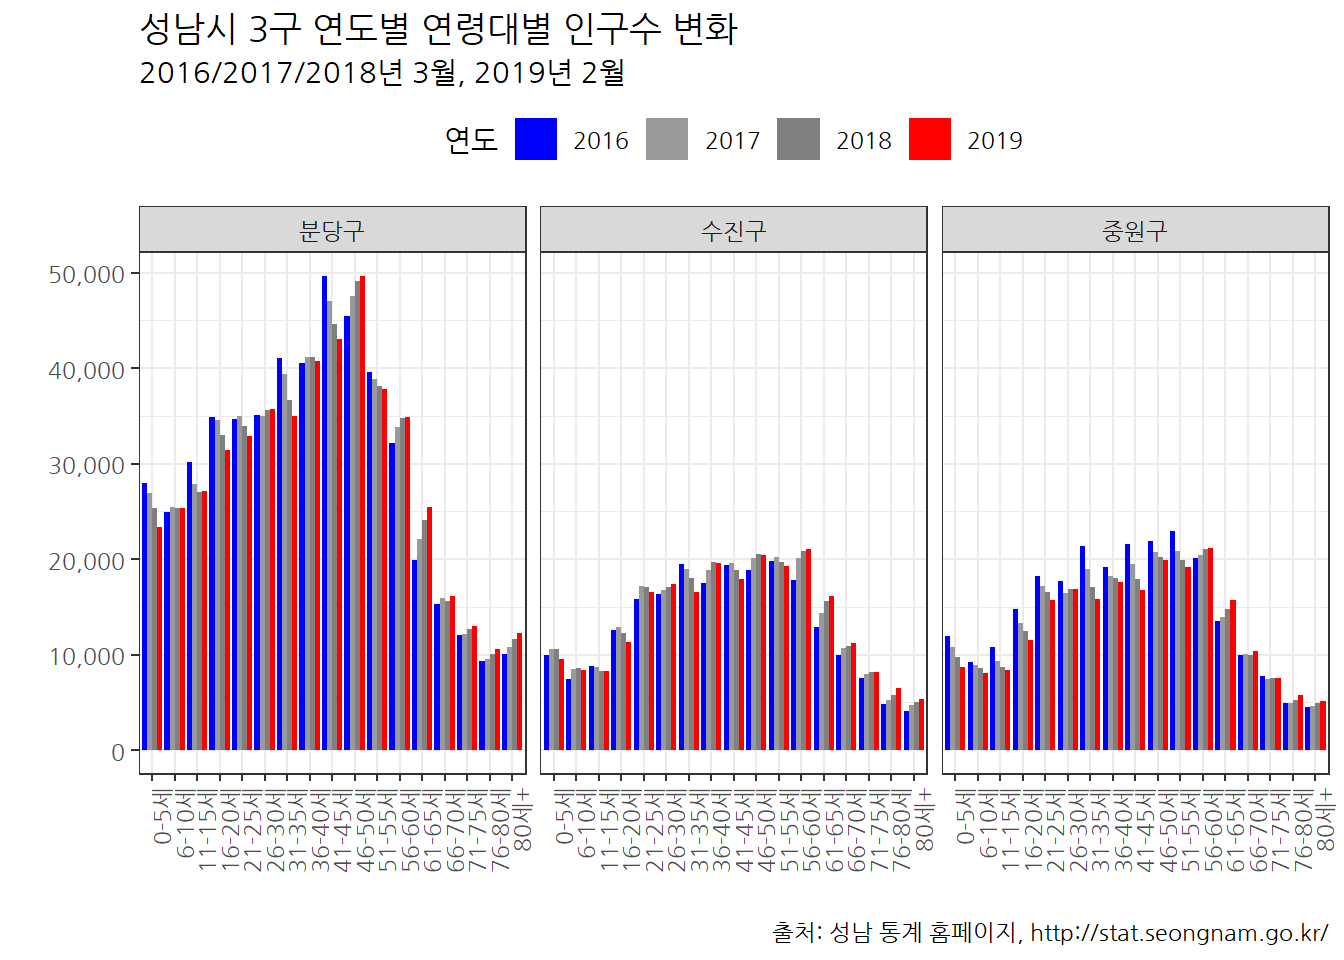 성남시 3구 연도별 연령대별 인구수 변화
2016/2017/2018년 3월, 2019년 2월
연도 2016 2017 2018 2019
분당구 수진구 중원구
50,000
40,000
30,000
20,000
10,000
0
0-5세 6-10세 11-15세 16-20세 21-25세 26-30세 31-35세 36-40세 41-45세 46-50세 51-55세 56-60세 61-65세 66-70세 71-75세 76-80세 80세+
0-5세 6-10세 11-15세 16-20세 21-25세 26-30세 31-35세 36-40세 41-45세 46-50세 51-55세 56-60세 61-65세 66-70세 71-75세 76-80세 80세+
0-5세 6-10세 11-15세 16-20세 21-25세 26-30세 31-35세 36-40세 41-45세 46-50세 51-55세 56-60세 61-65세 66-70세 71-75세 76-80세 80세+
출처: 성남 통계 홈페이지, http://stat.seongnam.go.kr/